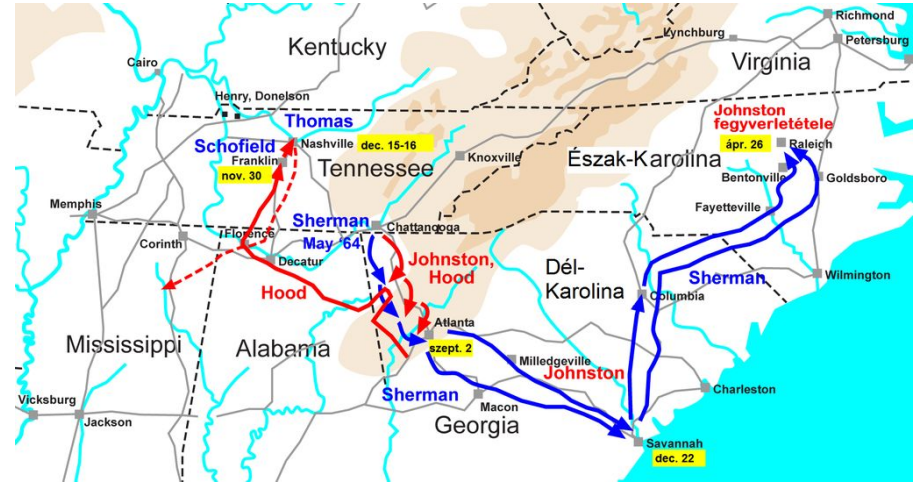 Richmond
Lynchburg
Petersburg
Kentucky
Virginia
Cairo
Henry, Donelson
Thomas
Johnston
fegyverletétele
Schofield
Nashville
dec. 15-16
ápr. 26
Raleigh
Franklin
nov. 30
Tennessee
Knoxville
Észak-Karolina
Bentonville
Goldsboro
Memphis
Sherman
Chattanooga
Fayetteville
Corinth
Florence
May '64
Decatur
Johnston,
Hood
Dél-
Karolina
Sherman
Wilmington
Hood
Columbia
Atlanta
szept. 2
Mississippi
Alabama
Milledgeville
Johnston
Charleston
Sherman
Vicksburg
Jackson
Macon
Georgia
Savannah
dec. 22